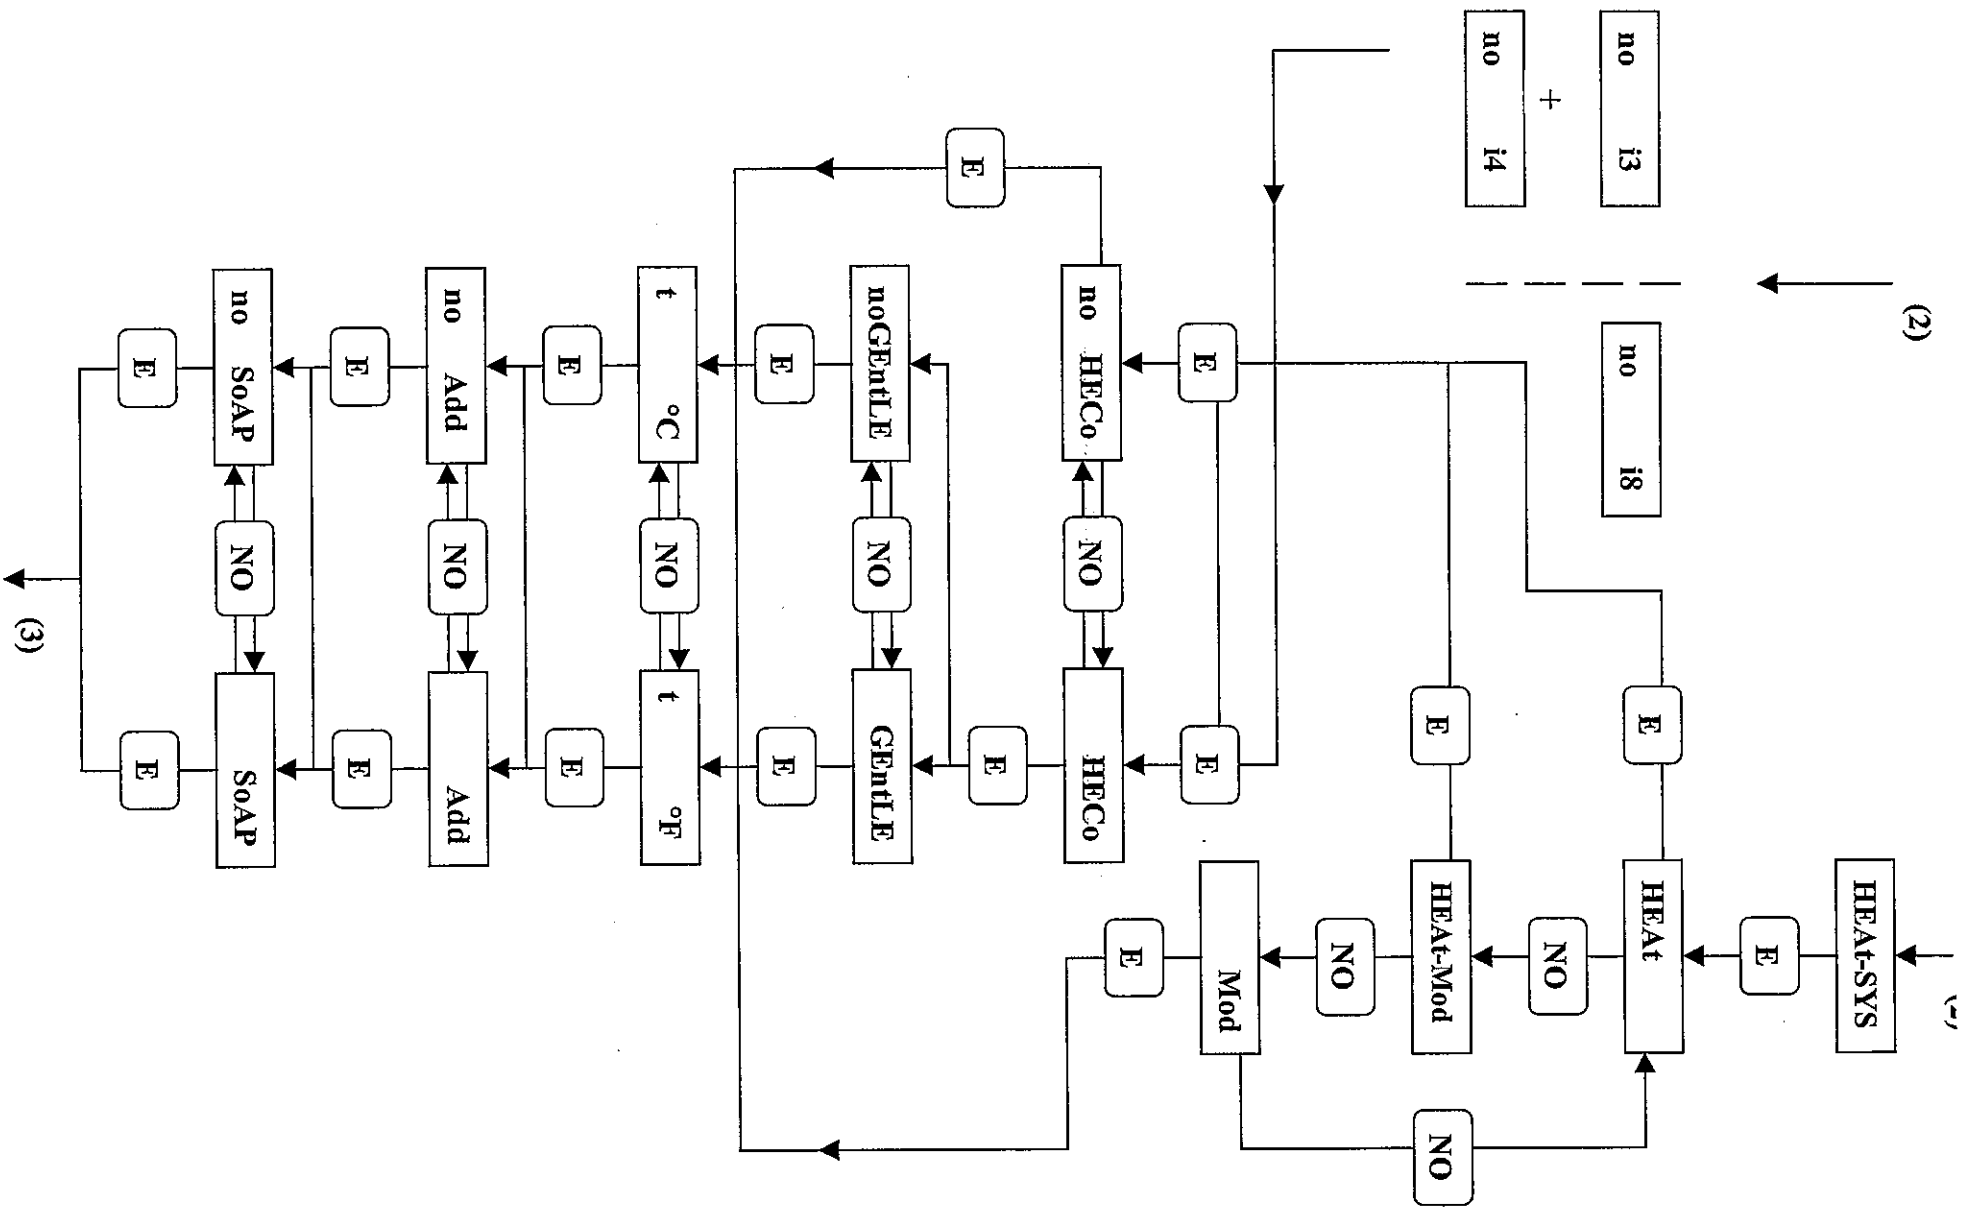 (2)
HEAt-SYS
E
no i3
no i8
E
HEAt
+
NO
no i4
E
HEAt-Mod
NO
NO
Mod
E
E
E
no HECo
NO
HECo
E
E
noGEntLE
NO
GEntLE
E
E
t °C
NO
t °F
E
E
no Add
NO
Add
E
E
no SoAP
NO
SoAP
E
E
(3)